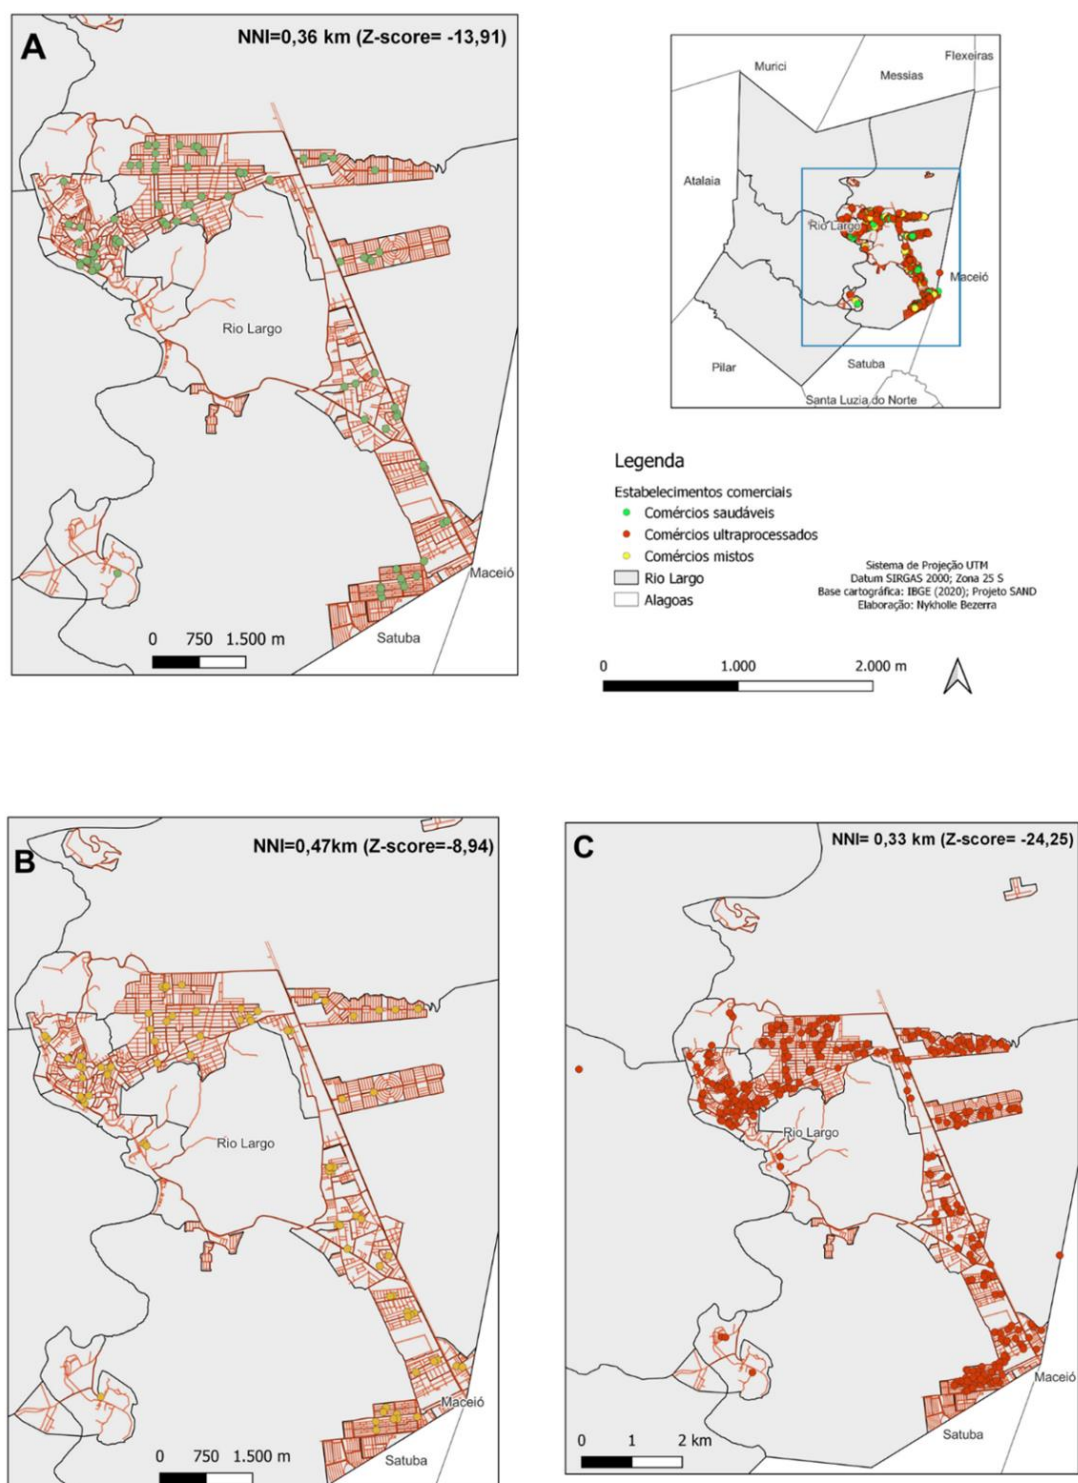 A
NNI=0,36 km (Z-score= -13,91)
Rio Largo
Maceió
Satuba
0 750 1.500 m
Flexeiras
Murici
Messias
Atalaia
Rio Largo
Maceió
Pilar
Satuba
Santa Luzia do Norte
Legenda
Estabelecimentos comerciais
Comércios saudáveis
Comércios ultraprocessados
Comércios mistos
Rio Largo
Alagoas
Sistema de Projeção UTM
Datum SIRGAS 2000; Zona 25 S
Base cartográfica: IBGE (2020); Projeto SAND
Elaboração: Nykholle Bezerra
0 1.000 2.000 m
B
NNI=0,47km (Z-score=-8,94)
Rio Largo
Maceió
Satuba
0 750 1.500 m
C
NNI= 0,33 km (Z-score= -24,25)
Rio Largo
Maceió
Satuba
0 1 2 km